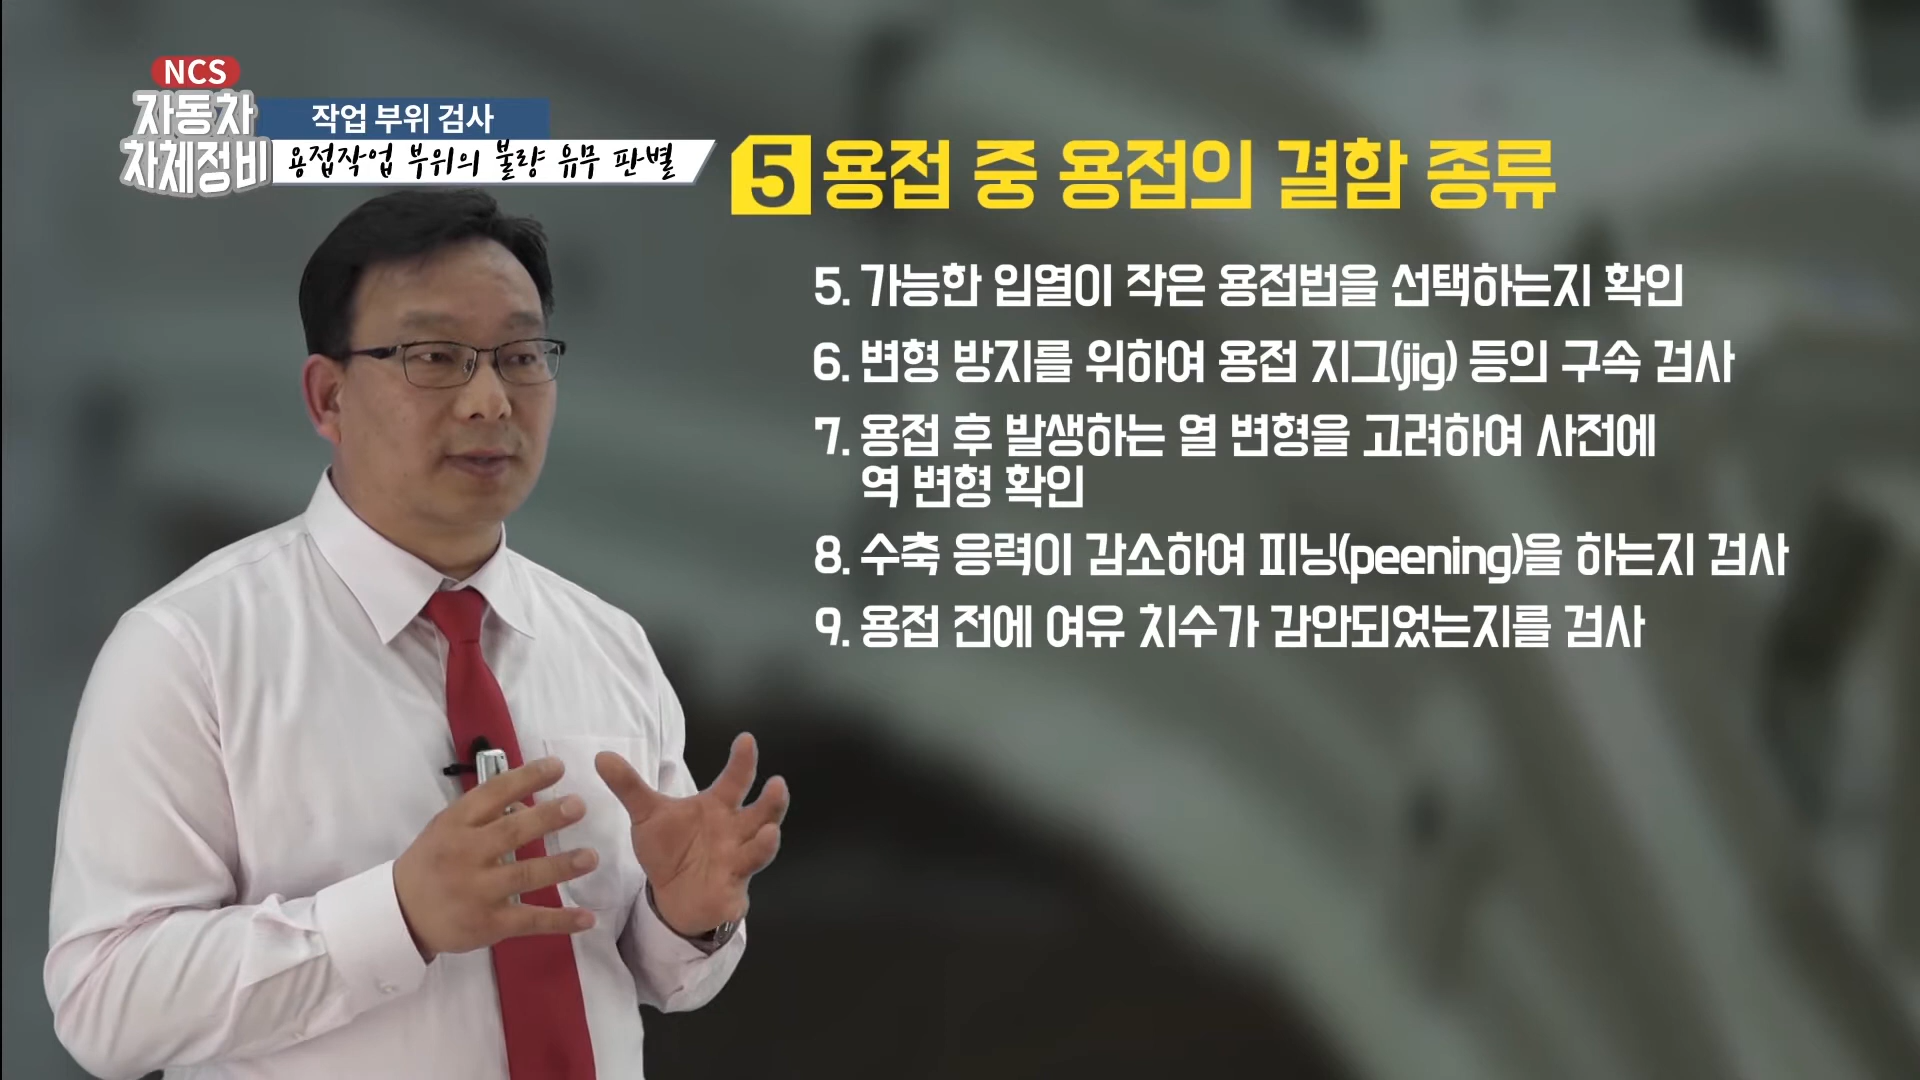 NCS
자동차
차체정비
작업 부위 검사
용접작업 부위의 불량 유무 판별
5 용접 중 용접의 결함 종류
5. 가능한 입열이 작은 용접법을 선택하는지 확인
6. 변형 방지를 위하여 용접 지그(jig) 등의 구속 검사
7. 용접 후 발생하는 열 변형을 고려하여 사전에
역 변형 확인
8. 수축 응력이 감소하여 피닝(peening)을 하는지 검사
9. 용접 전에 여유 치수가 감안되었는지를 검사